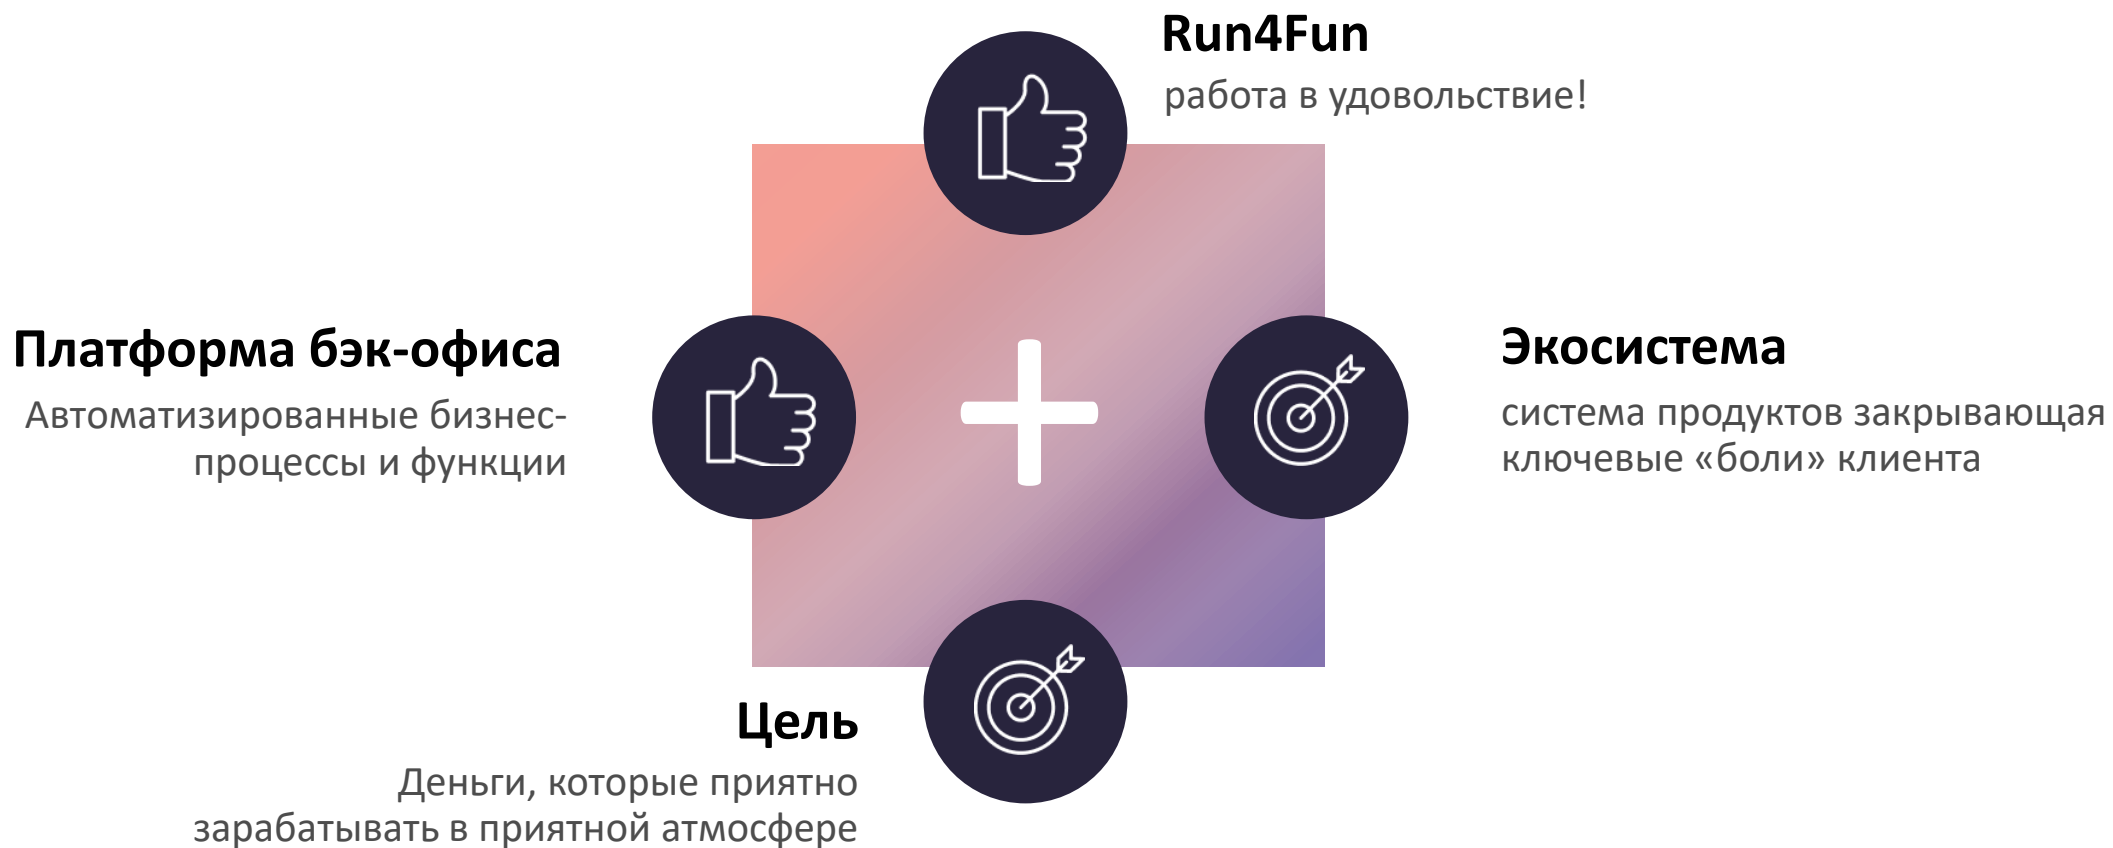 Run4Fun
работа в удовольствие!
Платформа бэк-офиса
Автоматизированные бизнес-
процессы и функции
Экосистема
система продуктов закрывающая
ключевые «боли» клиента
Цель
Деньги, которые приятно
зарабатывать в приятной атмосфере